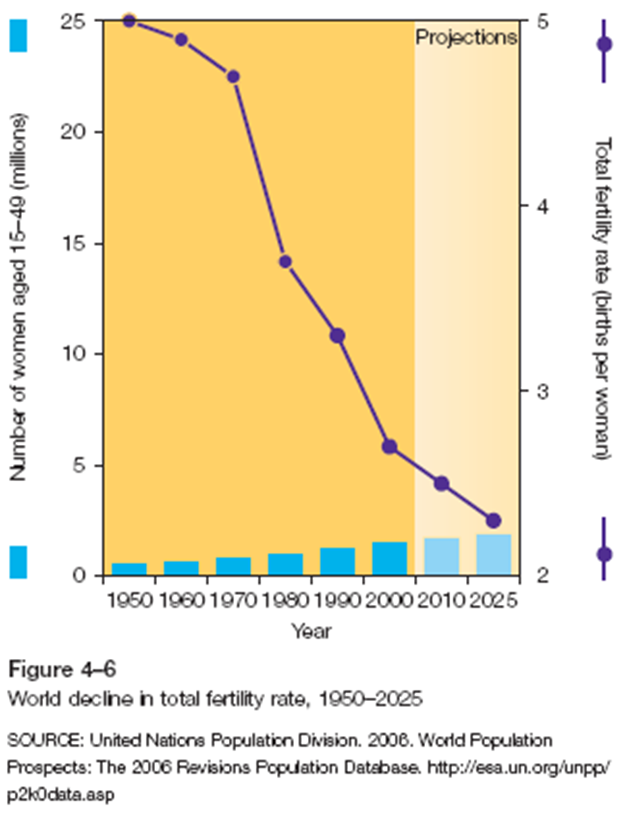 25
20
15
10
5
0
Number of women aged 15–49 (millions)
Projections
5
4
3
2
Total fertility rate (births per woman)
1950 1960 1970 1980 1990 2000 2010 2025
Year
Figure 4–6
World decline in total fertility rate, 1950–2025
SOURCE: United Nations Population Division. 2006. World Population
Prospects: The 2006 Revisions Population Database. http://esa.un.org/unpp/
p2k0data.asp